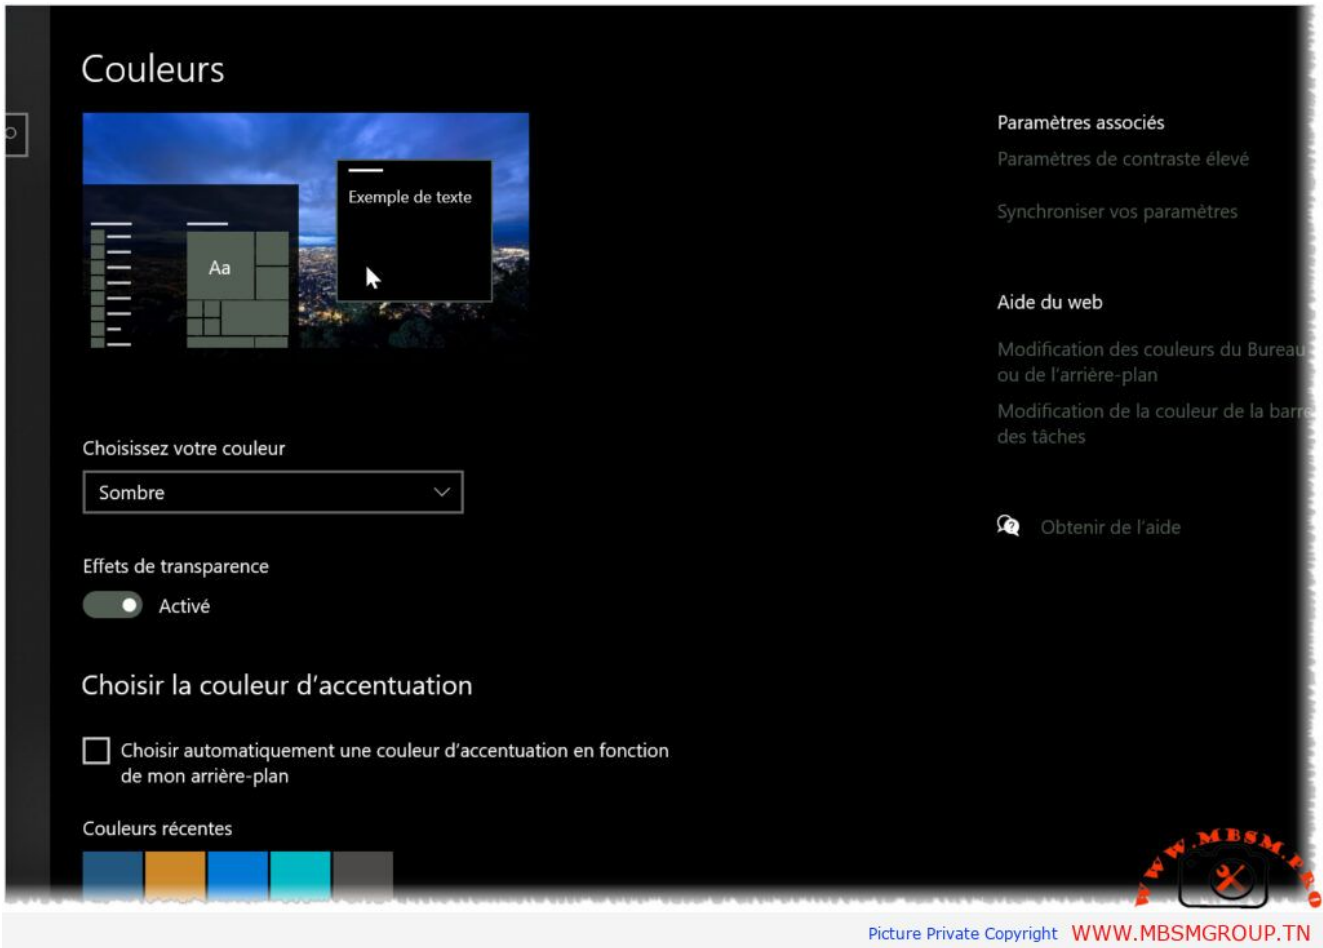 Couleurs
Exemple de texte
Aa
Choisissez votre couleur
Sombre
Effets de transparence
Activé
Choisir la couleur d'accentuation
Choisir automatiquement une couleur d'accentuation en fonction
de mon arrière-plan
Couleurs récentes
Paramètres associés
Paramètres de contraste élevé
Synchroniser vos paramètres
Aide du web
Modification des couleurs du Bureau
ou de l'arrière-plan
Modification de la couleur de la barre
des tâches
Obtenir de l'aide
WWW.MBSM.PRO
Picture Private Copyright WWW.MBSMGROUP.TN